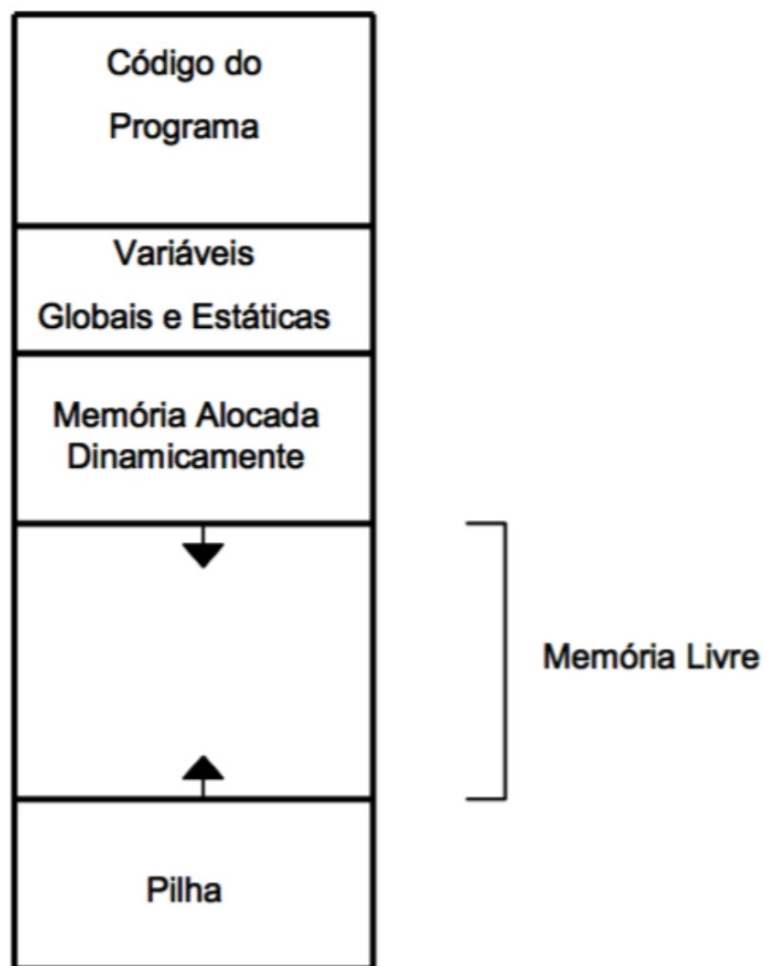 Código do
Programa
Variáveis
Globais e Estáticas
Memória Alocada
Dinamicamente
Memória Livre
Pilha